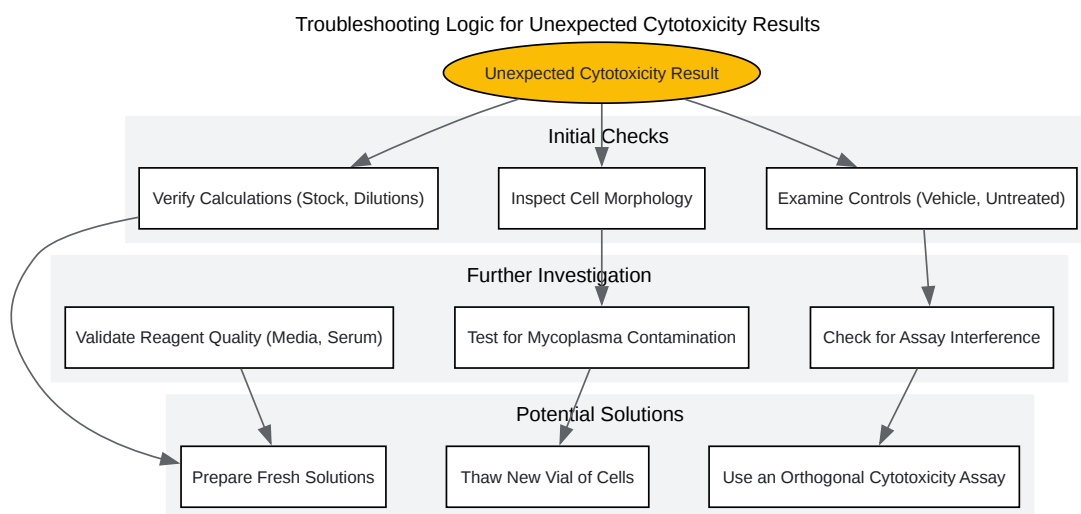 Troubleshooting Logic for Unexpected Cytotoxicity Results
Unexpected Cytotoxicity Result
Initial Checks
Verify Calculations (Stock, Dilutions)
Inspect Cell Morphology
Examine Controls (Vehicle, Untreated)
Further Investigation
Validate Reagent Quality (Media, Serum)
Test for Mycoplasma Contamination
Check for Assay Interference
Potential Solutions
Prepare Fresh Solutions
Thaw New Vial of Cells
Use an Orthogonal Cytotoxicity Assay